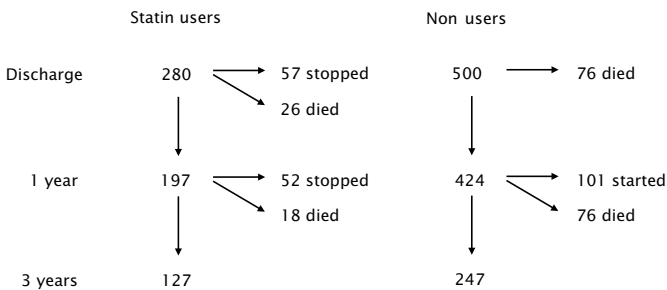 Statin users Non users
Discharge 280 57 stopped 500 76 died
26 died
1 year 197 52 stopped 424 101 started
18 died 76 died
3 years 127 247